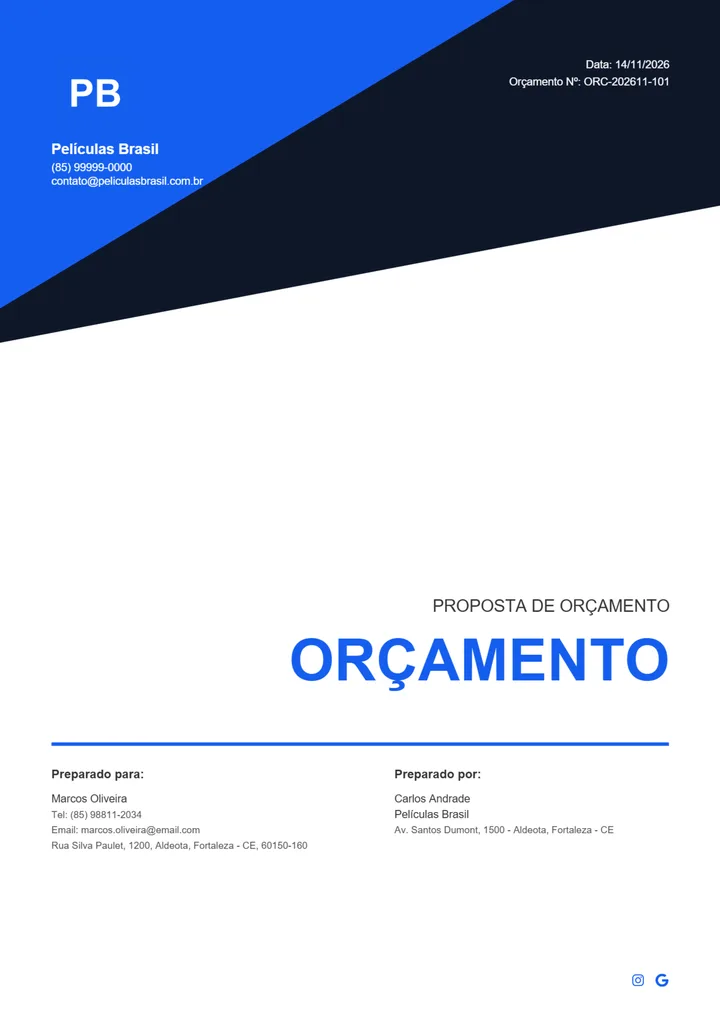 PB
Películas Brasil
(85) 99999-0000
contato@peliculasbrasil.com.br
Data: 14/11/2026
Orçamento Nº: ORC-202611-101
PROPOSTA DE ORÇAMENTO
ORÇAMENTO
Preparado para:
Marcos Oliveira
Tel: (85) 98811-2034
Email: marcos.oliveira@email.com
Rua Silva Paulet, 1200, Aldeota, Fortaleza - CE, 60150-160
Preparado por:
Carlos Andrade
Películas Brasil
Av. Santos Dumont, 1500 - Aldeota, Fortaleza - CE